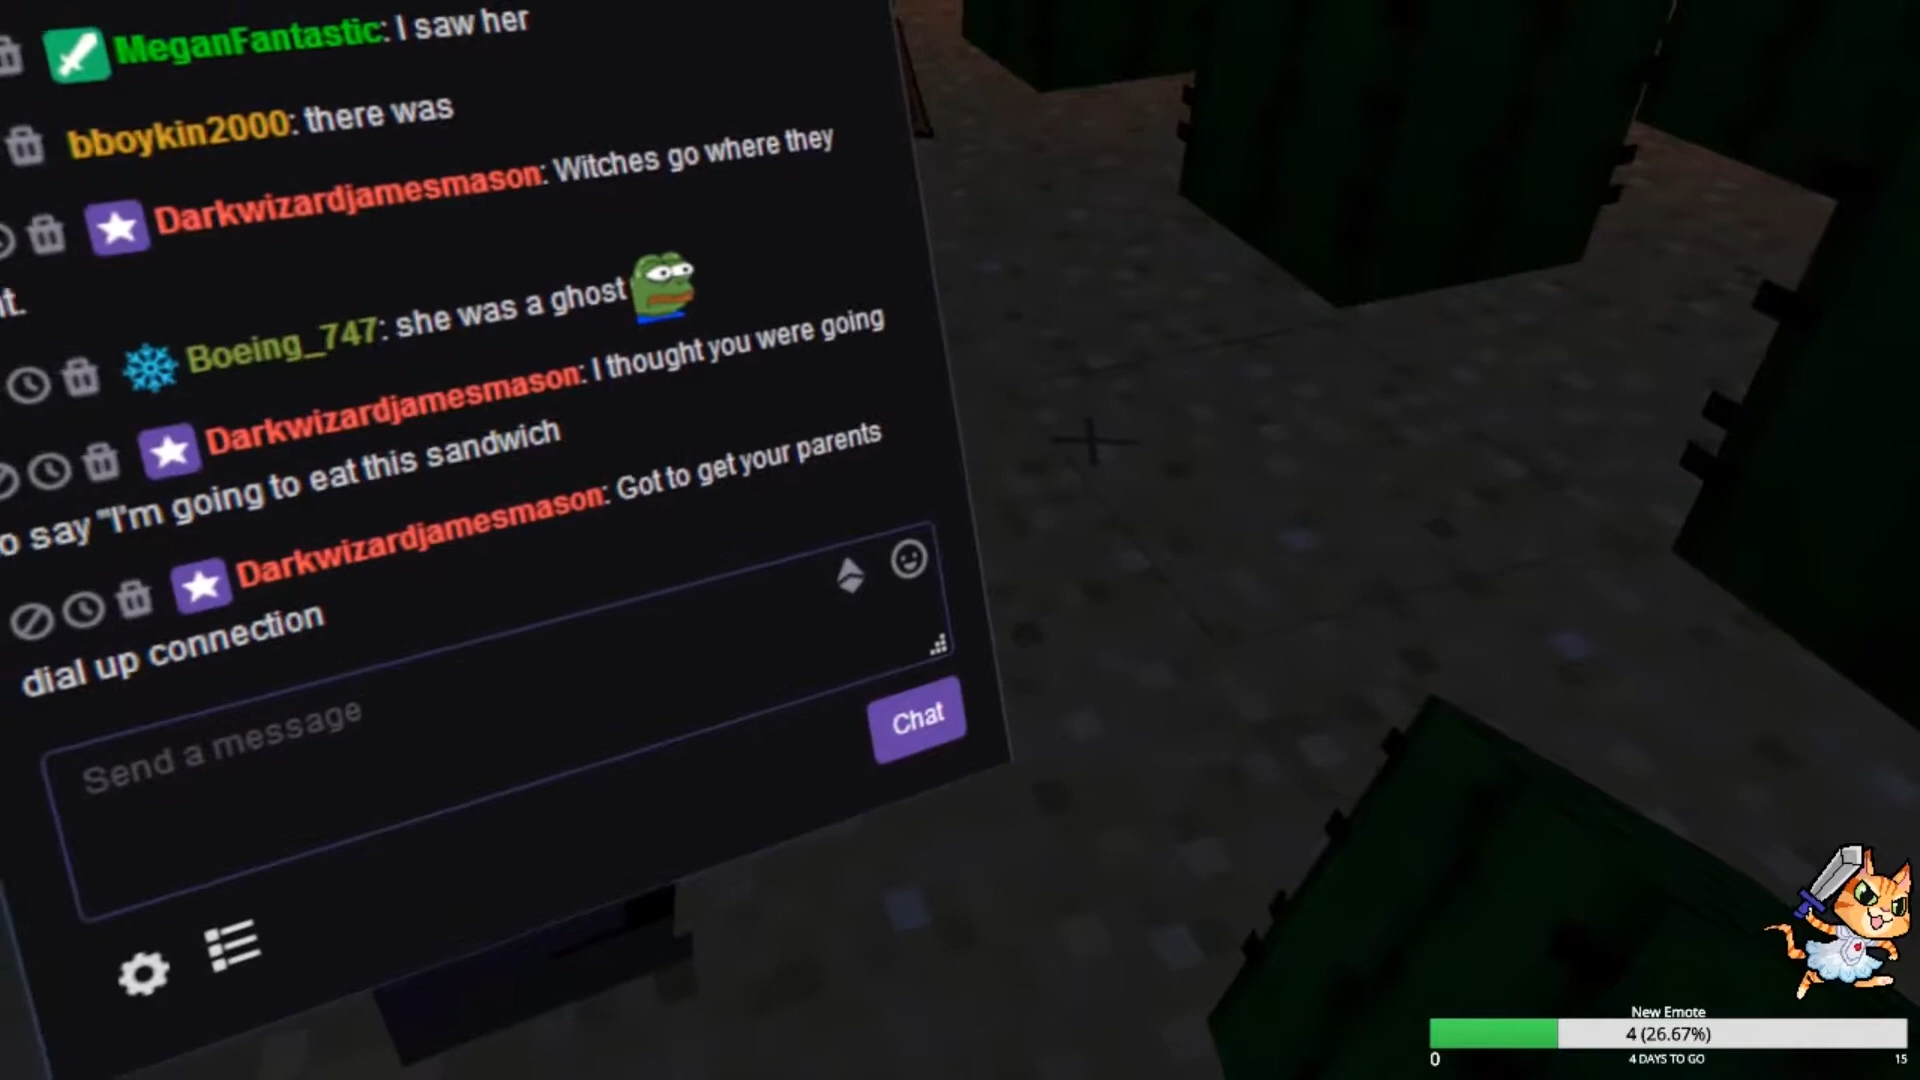 MeganFantastic: I saw her
bboykin2000: there was
Darkwizardjamesmason: Witches go where they
t.
Boeing_747: she was a ghost
Darkwizardjamesmason: I thought you were going
o say "I'm going to eat this sandwich
Darkwizardjamesmason: Got to get your parents
dial up connection
Send a message
Chat
New Emote
4 (26.67%)
0
4 DAYS TO GO
15